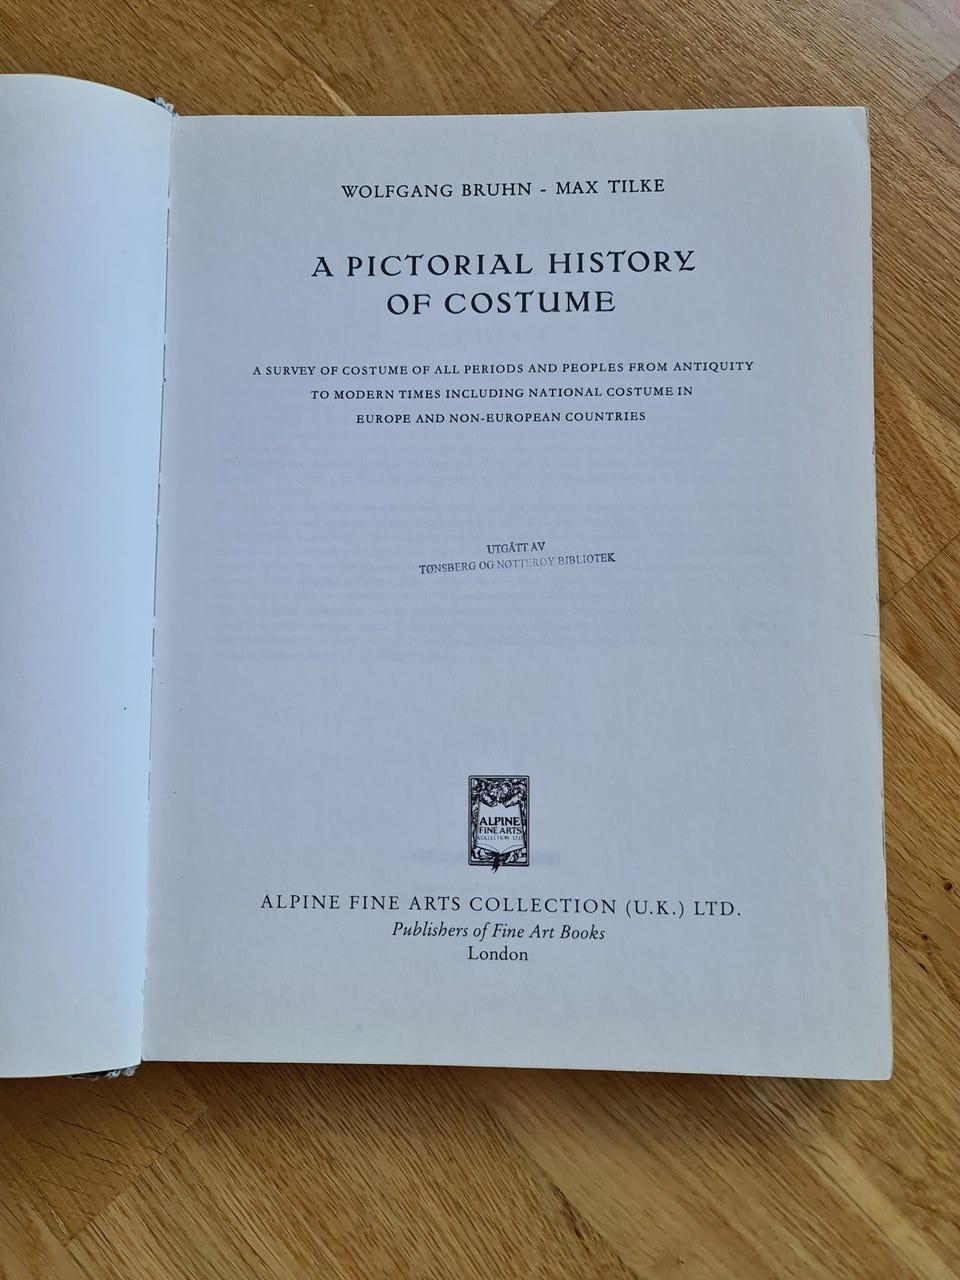 WOLFGANG BRUHN - MAX TILKE
A PICTORIAL HISTORY
OF COSTUME
A SURVEY OF COSTUME OF ALL PERIODS AND PEOPLES FROM ANTIQUITY
TO MODERN TIMES INCLUDING NATIONAL COSTUME IN
EUROPE AND NON-EUROPEAN COUNTRIES
UTGÅTT AV
TØNSBERG OG NØTTERØY BIBLIOTEK
ALPINE
FINE ARTS
COLLECTION LTD
ALPINE FINE ARTS COLLECTION (U.K.) LTD.
Publishers of Fine Art Books
London